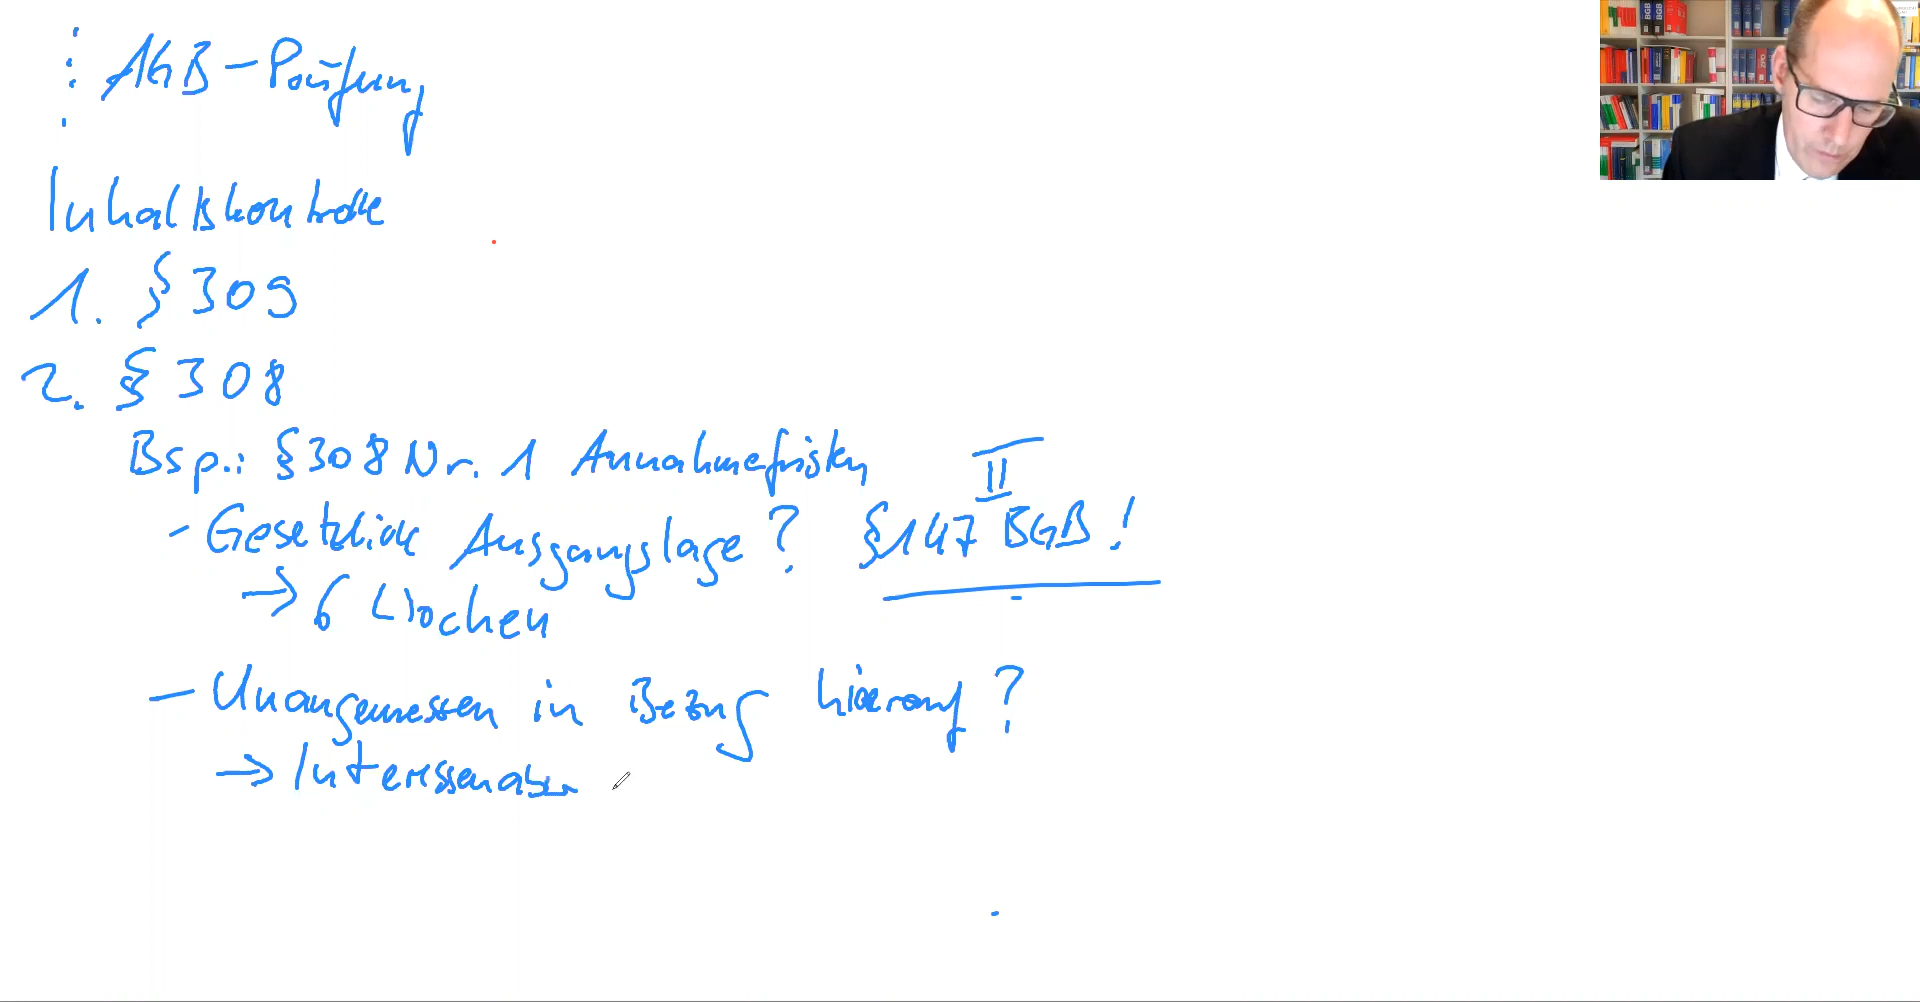 AGB-Prüfung
Inhaltskontrolle
1. § 309
2. § 308
Bsp.: § 308 Nr. 1 Annahmefristen
- Gesetzliche Ausgangslage? § 147 II BGB!
→ 6 Wochen
- Unangemessen in Bezug hierauf?
→ Interessenabw